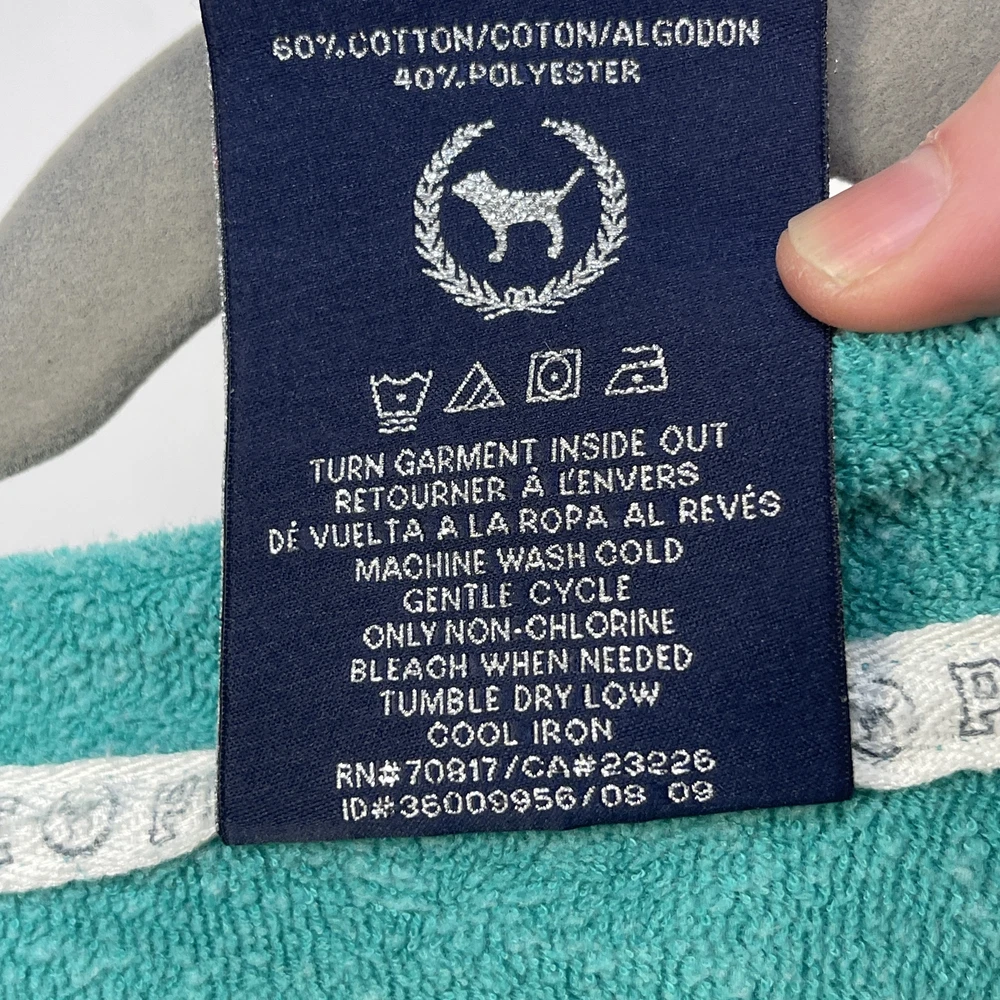 60% COTTON/COTON/ALGODON
40% POLYESTER
TURN GARMENT INSIDE OUT
RETOURNER À L'ENVERS
DÉ VUELTA A LA ROPA AL REVÉS
MACHINE WASH COLD
GENTLE CYCLE
ONLY NON-CHLORINE
BLEACH WHEN NEEDED
TUMBLE DRY LOW
COOL IRON
RN#70817/CA#23226
ID#36009956/08 09